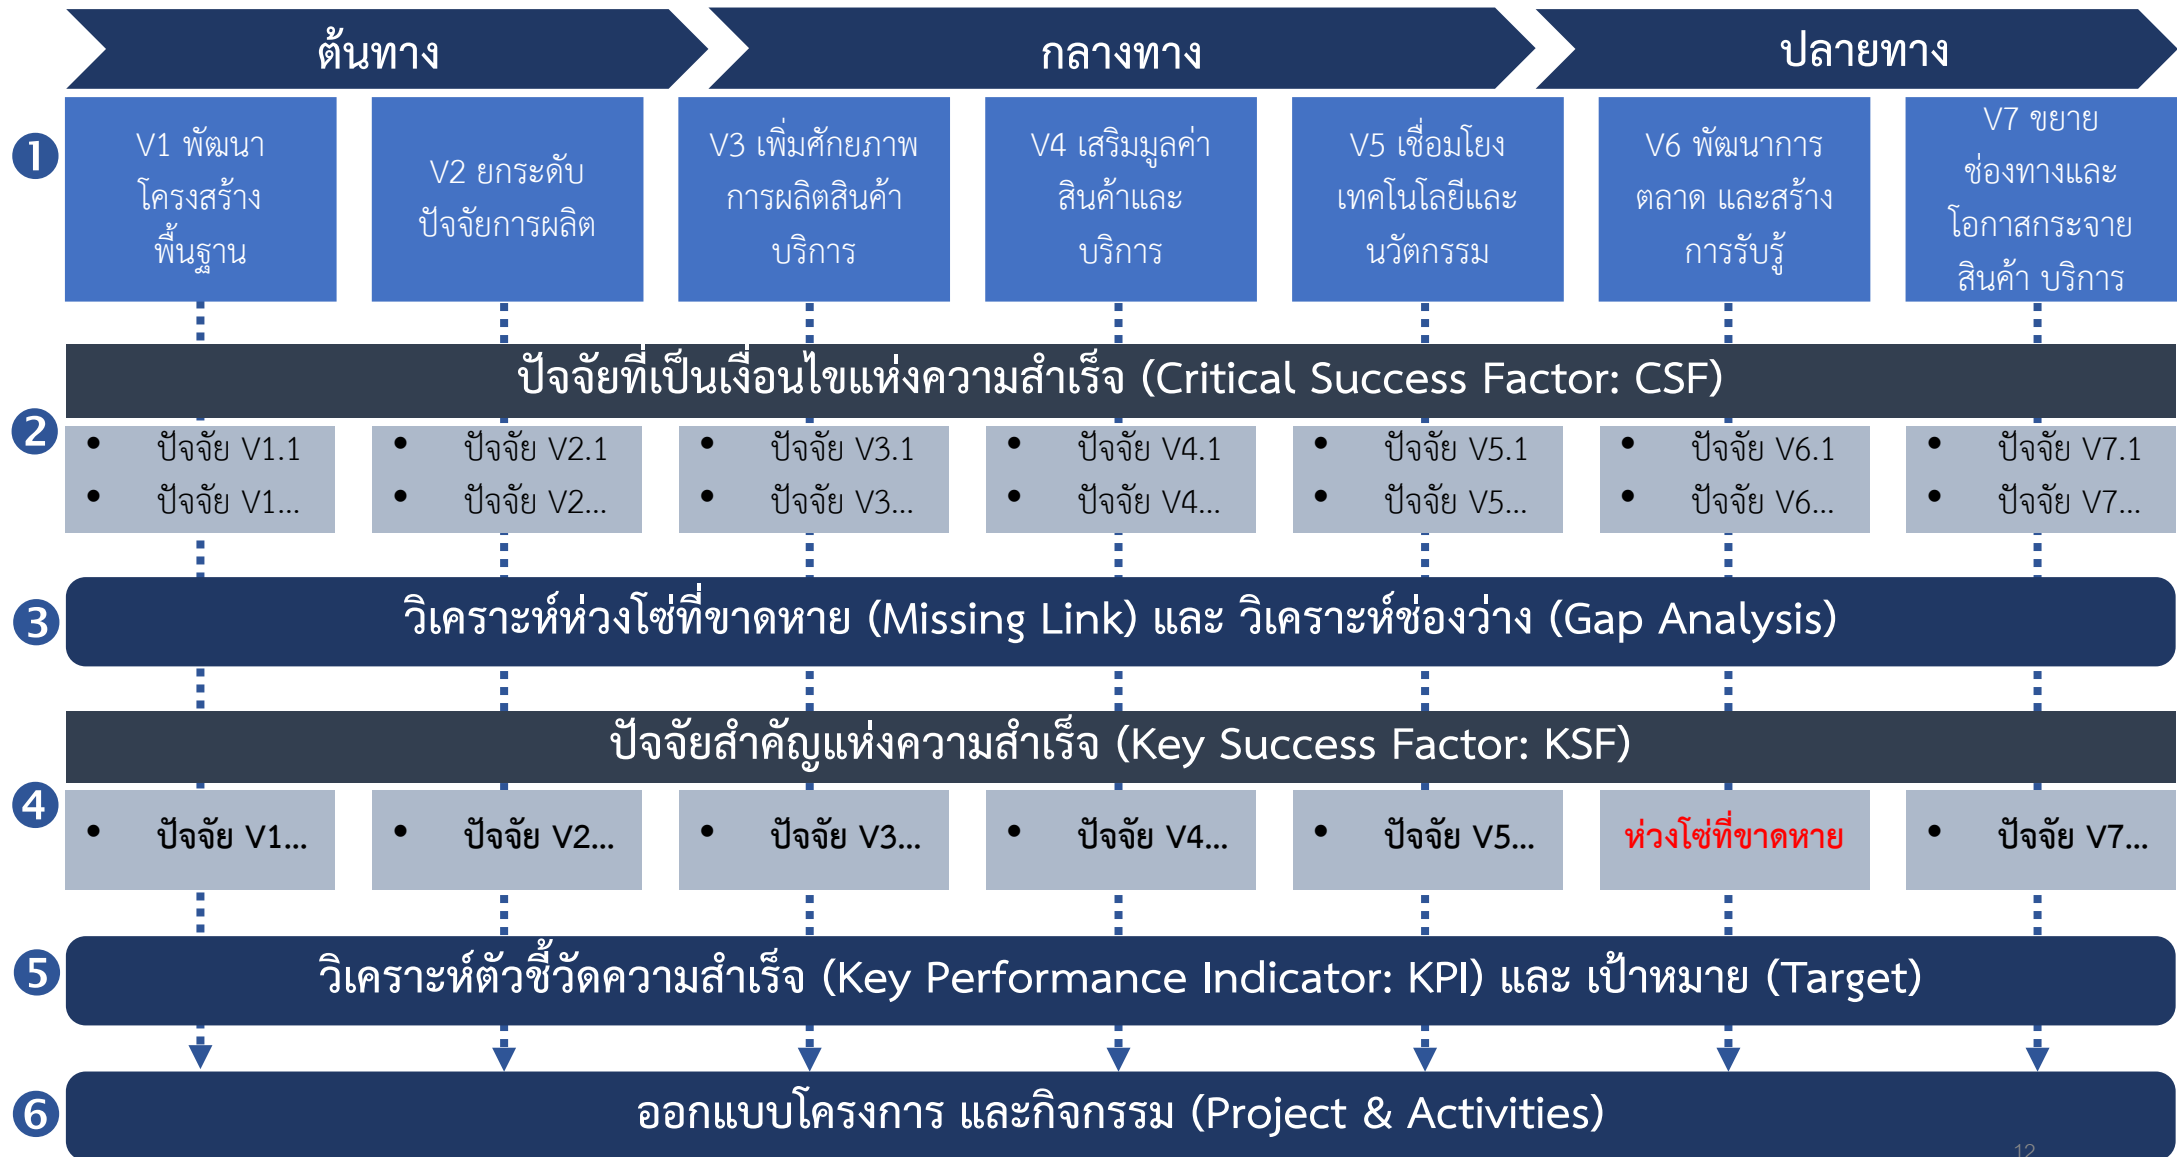 ต้นทาง
กลางทาง
ปลายทาง
1
V1 พัฒนา
โครงสร้าง
พื้นฐาน
V2 ยกระดับ
ปัจจัยการผลิต
V3 เพิ่มศักยภาพ
การผลิตสินค้า
บริการ
V4 เสริมมูลค่า
สินค้าและ
บริการ
V5 เชื่อมโยง
เทคโนโลยีและ
นวัตกรรม
V6 พัฒนาการ
ตลาด และสร้าง
การรับรู้
V7 ขยาย
ช่องทางและ
โอกาสกระจาย
สินค้า บริการ
ปัจจัยที่เป็นเงื่อนไขแห่งความสำเร็จ (Critical Success Factor: CSF)
2
• ปัจจัย V1.1
• ปัจจัย V1...
• ปัจจัย V2.1
• ปัจจัย V2...
• ปัจจัย V3.1
• ปัจจัย V3...
• ปัจจัย V4.1
• ปัจจัย V4...
• ปัจจัย V5.1
• ปัจจัย V5...
• ปัจจัย V6.1
• ปัจจัย V6...
• ปัจจัย V7.1
• ปัจจัย V7...
3
วิเคราะห์ห่วงโซ่ที่ขาดหาย (Missing Link) และ วิเคราะห์ช่องว่าง (Gap Analysis)
ปัจจัยสำคัญแห่งความสำเร็จ (Key Success Factor: KSF)
4
• ปัจจัย V1...
• ปัจจัย V2...
• ปัจจัย V3...
• ปัจจัย V4...
• ปัจจัย V5...
ห่วงโซ่ที่ขาดหาย
• ปัจจัย V7...
5
วิเคราะห์ตัวชี้วัดความสำเร็จ (Key Performance Indicator: KPI) และ เป้าหมาย (Target)
6
ออกแบบโครงการ และกิจกรรม (Project & Activities)
12